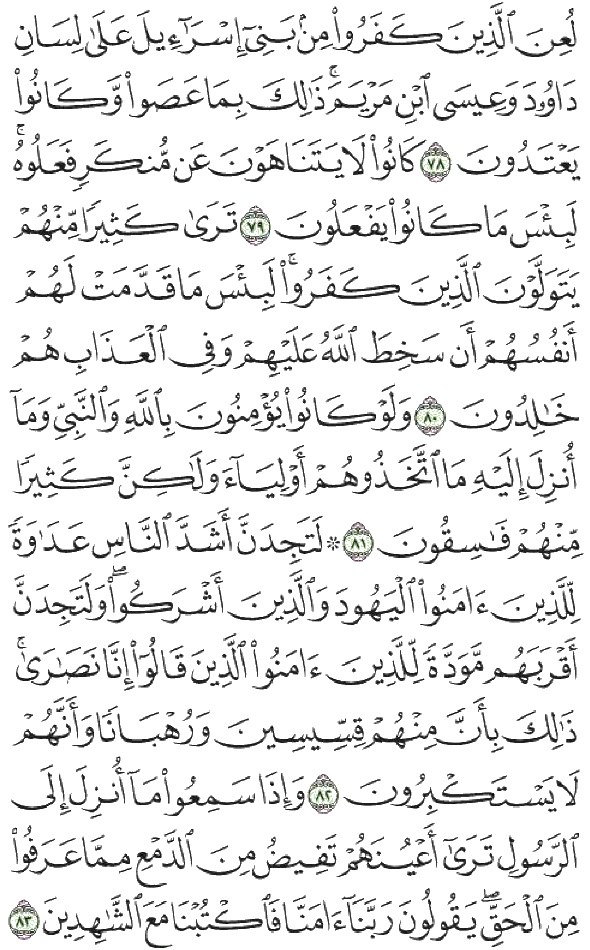 لُعِنَ ٱلَّذِينَ كَفَرُوا۟ مِنۢ بَنِىٓ إِسْرَٰٓءِيلَ عَلَىٰ لِسَانِ
دَاوُۥدَ وَعِيسَى ٱبْنِ مَرْيَمَ ۚ ذَٰلِكَ بِمَا عَصَوا۟ وَّكَانُوا۟
يَعْتَدُونَ ٧٨ كَانُوا۟ لَا يَتَنَاهَوْنَ عَن مُّنكَرٍ فَعَلُوهُ ۚ
لَبِئْسَ مَا كَانُوا۟ يَفْعَلُونَ ٧٩ تَرَىٰ كَثِيرًا مِّنْهُمْ
يَتَوَلَّوْنَ ٱلَّذِينَ كَفَرُوا۟ ۚ لَبِئْسَ مَا قَدَّمَتْ لَهُمْ
أَنفُسُهُمْ أَن سَخِطَ ٱللَّهُ عَلَيْهِمْ وَفِى ٱلْعَذَابِ هُمْ
خَٰلِدُونَ ٨٠ وَلَوْ كَانُوا۟ يُؤْمِنُونَ بِٱللَّهِ وَٱلنَّبِىِّ وَمَآ
أُنزِلَ إِلَيْهِ مَا ٱتَّخَذُوهُمْ أَوْلِيَآءَ وَلَٰكِنَّ كَثِيرًا
مِّنْهُمْ فَٰسِقُونَ ٨١ ۞ لَتَجِدَنَّ أَشَدَّ ٱلنَّاسِ عَدَٰوَةً
لِّلَّذِينَ ءَامَنُوا۟ ٱلْيَهُودَ وَٱلَّذِينَ أَشْرَكُوا۟ ۖ وَلَتَجِدَنَّ
أَقْرَبَهُم مَّوَدَّةً لِّلَّذِينَ ءَامَنُوا۟ ٱلَّذِينَ قَالُوٓا۟ إِنَّا نَصَٰرَىٰ ۚ
ذَٰلِكَ بِأَنَّ مِنْهُمْ قِسِّيسِينَ وَرُهْبَانًا وَأَنَّهُمْ
لَا يَسْتَكْبِرُونَ ٨٢ وَإِذَا سَمِعُوا۟ مَآ أُنزِلَ إِلَى
ٱلرَّسُولِ تَرَىٰٓ أَعْيُنَهُمْ تَفِيضُ مِنَ ٱلدَّمْعِ مِمَّا عَرَفُوا۟
مِنَ ٱلْحَقِّ ۖ يَقُولُونَ رَبَّنَآ ءَامَنَّا فَٱكْتُبْنَا مَعَ ٱلشَّٰهِدِينَ ٨٣